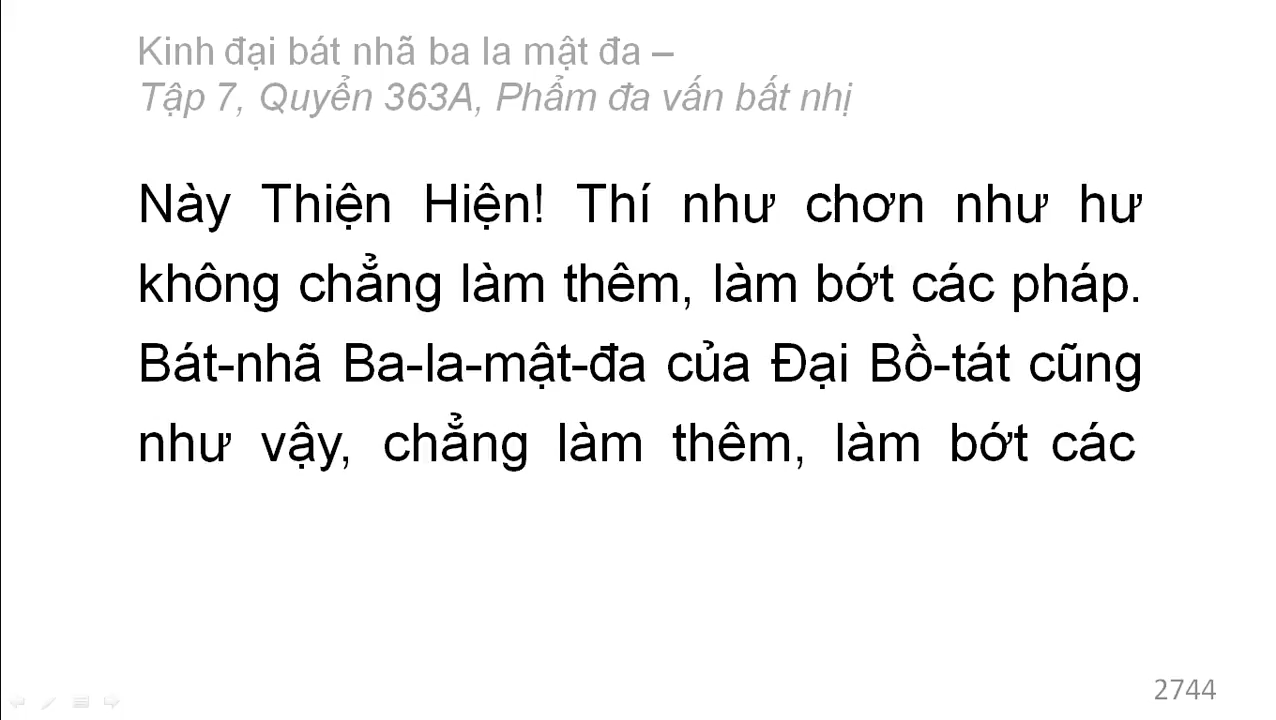 Kinh đại bát nhã ba la mật đa –
Tập 7, Quyển 363A, Phẩm đa vấn bất nhị
Này Thiện Hiện! Thí như chơn như hư
không chẳng làm thêm, làm bớt các pháp.
Bát-nhã Ba-la-mật-đa của Đại Bồ-tát cũng
như vậy, chẳng làm thêm, làm bớt các
2744